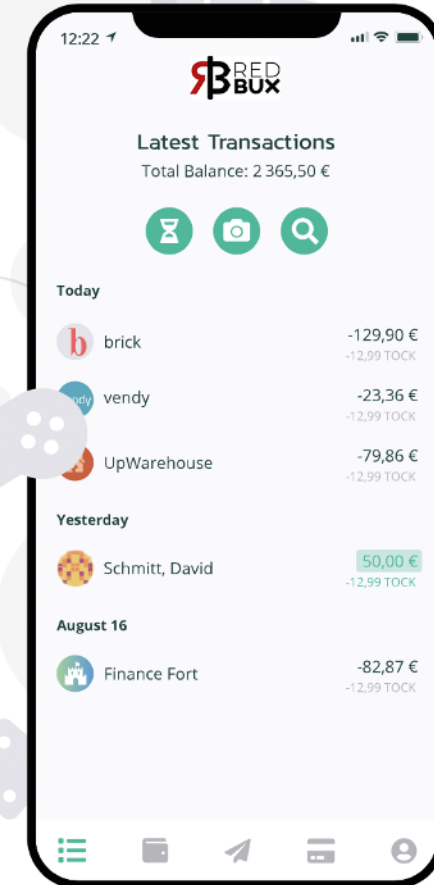 12:22
RED
BUX
Latest Transactions
Total Balance: 2 365,50 €
Today
b
brick
-129,90 €
-12,99 TOCK
vendy
-23,36 €
-12,99 TOCK
UpWarehouse
-79,86 €
-12,99 TOCK
Yesterday
Schmitt, David
50,00 €
-12,99 TOCK
August 16
Finance Fort
-82,87 €
-12,99 TOCK